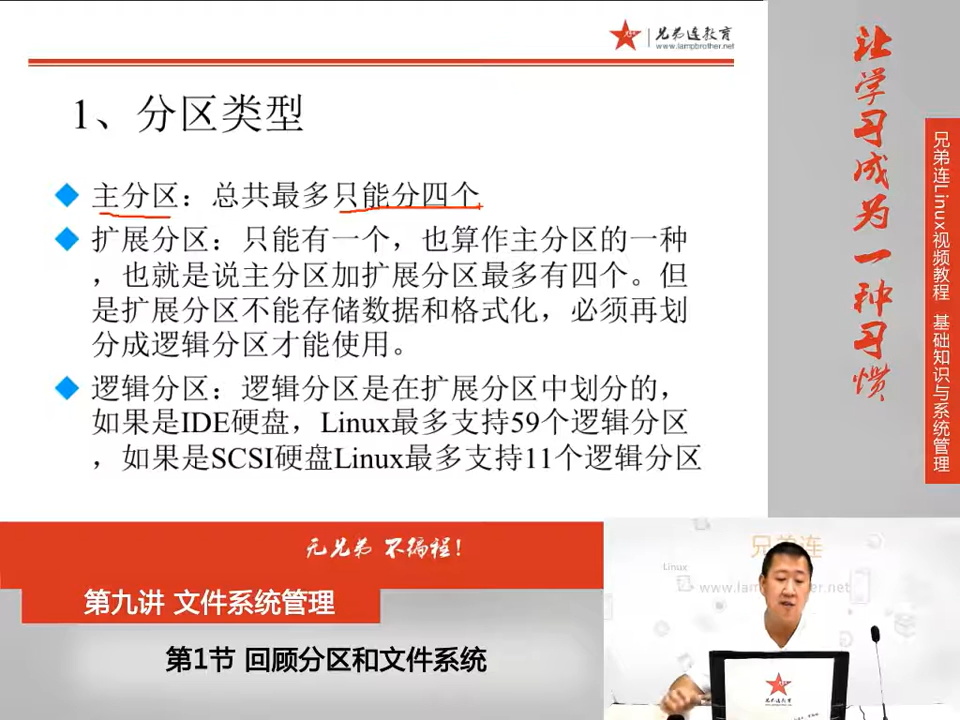 兄弟连教育
www.lampbrother.net
1、分区类型
主分区：总共最多只能分四个
扩展分区：只能有一个，也算作主分区的一种
，也就是说主分区加扩展分区最多有四个。但
是扩展分区不能存储数据和格式化，必须再划
分成逻辑分区才能使用。
逻辑分区：逻辑分区是在扩展分区中划分的，
如果是IDE硬盘，Linux最多支持59个逻辑分区
，如果是SCSI硬盘Linux最多支持11个逻辑分区
让学习成为一种习惯
兄弟连Linux视频教程 基础知识与系统管理
无兄弟 不编程！
第九讲 文件系统管理
第1节 回顾分区和文件系统
兄弟连
Linux
www.lam
er.net
兄弟连教育